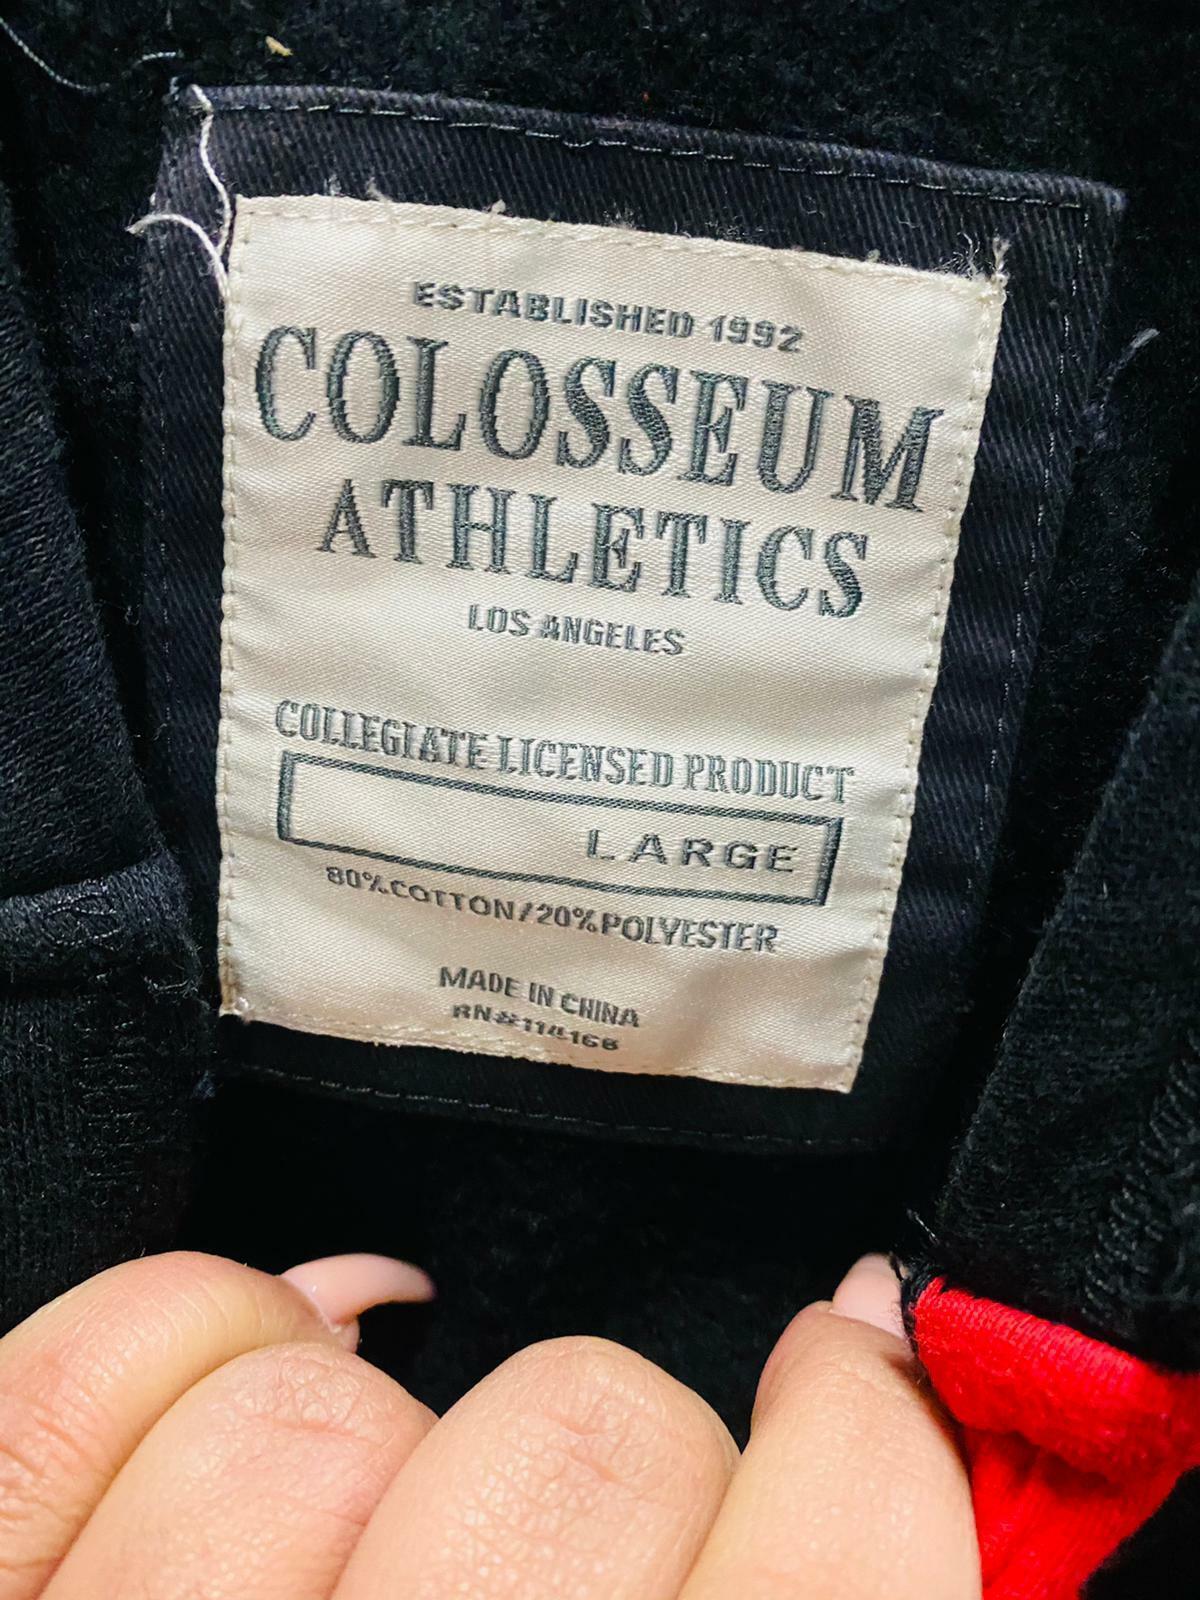 ESTABLISHED 1992
COLOSSEUM
ATHLETICS
LOS ANGELES
COLLEGIATE LICENSED PRODUCT
LARGE
80%COTTON/20%POLYESTER
MADE IN CHINA
RN#114166